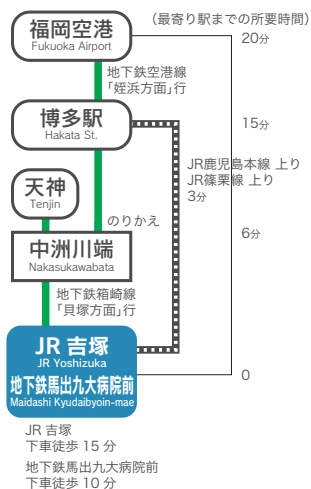 （最寄り駅までの所要時間）
福岡空港
Fukuoka Airport
20分
地下鉄空港線
「姪浜方面」行
博多駅
Hakata St.
15分
JR鹿児島本線 上り
JR篠栗線 上り
3分
天神
Tenjin
のりかえ
6分
中洲川端
Nakasukawabata
地下鉄箱崎線
「貝塚方面」行
JR 吉塚
JR Yoshizuka
地下鉄馬出九大病院前
Maidashi Kyudaibyoin-mae
0
JR 吉塚
下車徒歩 15 分
地下鉄馬出九大病院前
下車徒歩 10 分